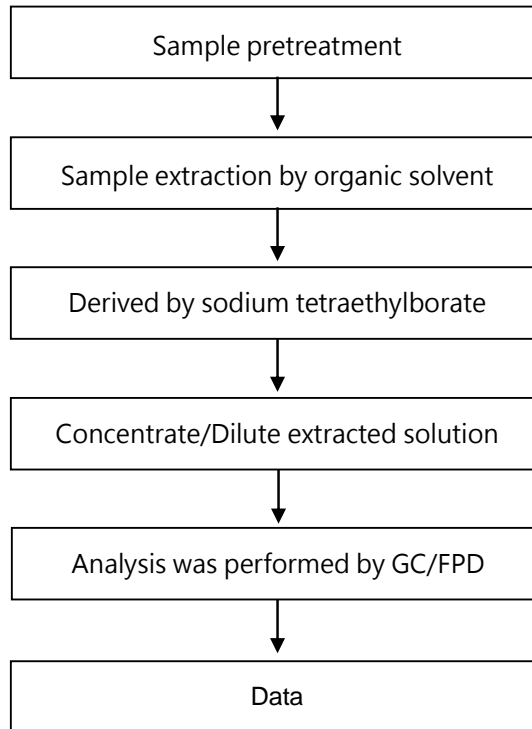 Sample pretreatment
Sample extraction by organic solvent
Derived by sodium tetraethylborate
Concentrate/Dilute extracted solution
Analysis was performed by GC/FPD
Data